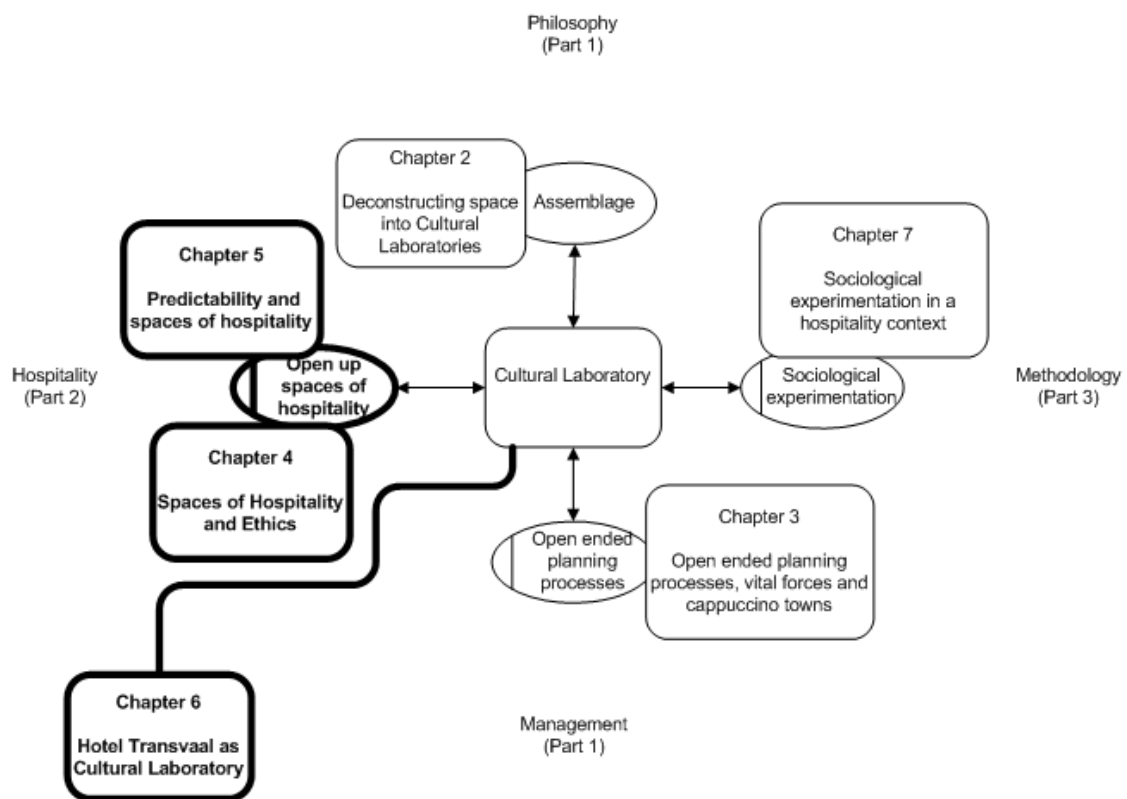 Philosophy
(Part 1)
Chapter 2
Deconstructing space
into Cultural
Laboratories
Assemblage
Chapter 7
Sociological
experimentation in a
hospitality context
Chapter 5
Predictability and
spaces of hospitality
Hospitality
(Part 2)
Open up
spaces of
hospitality
Cultural Laboratory
Sociological
experimentation
Methodology
(Part 3)
Chapter 4
Spaces of Hospitality
and Ethics
Open ended
planning
processes
Chapter 3
Open ended planning
processes, vital forces and
cappuccino towns
Chapter 6
Hotel Transvaal as
Cultural Laboratory
Management
(Part 1)